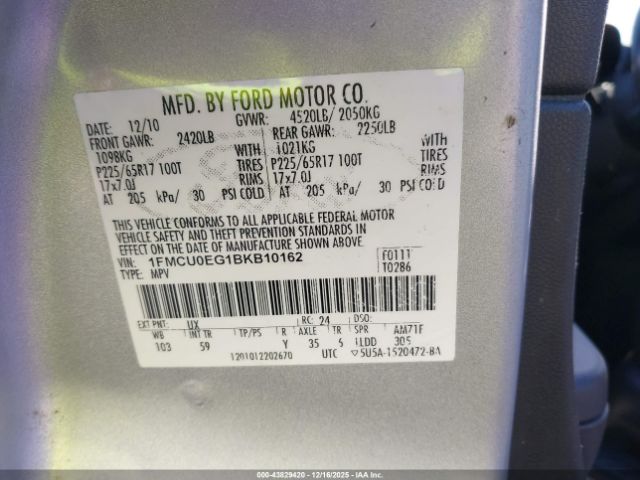 MFD. BY FORD MOTOR CO.
DATE: 12/10 GVWR: 4520LB/ 2050KG
FRONT GAWR: 2420LB REAR GAWR: 2250LB
1098KG WITH 1021KG WITH
P225/65R17 100T TIRES P225/65R17 100T TIRES
17x7.0J RIMS 17x7.0J RIMS
AT 205 kPa/ 30 PSI COLD AT 205 kPa/ 30 PSI COLD
THIS VEHICLE CONFORMS TO ALL APPLICABLE FEDERAL MOTOR
VEHICLE SAFETY AND THEFT PREVENTION STANDARDS IN
EFFECT ON THE DATE OF MANUFACTURE SHOWN ABOVE.
VIN: 1FMCU0EG1BKB10162 F0111
TYPE: MPV T0286
EXT PNT: UX RC: 24 DSO:
WB BRK INT TR TP/PS R AXLE TR SPR AM71F
103 59 Y 35 6 LLDD 305
1201012202670 UTC ▽5U5A-1520472-BA
000-43829420 - 12/16/2025 - IAAI.COM